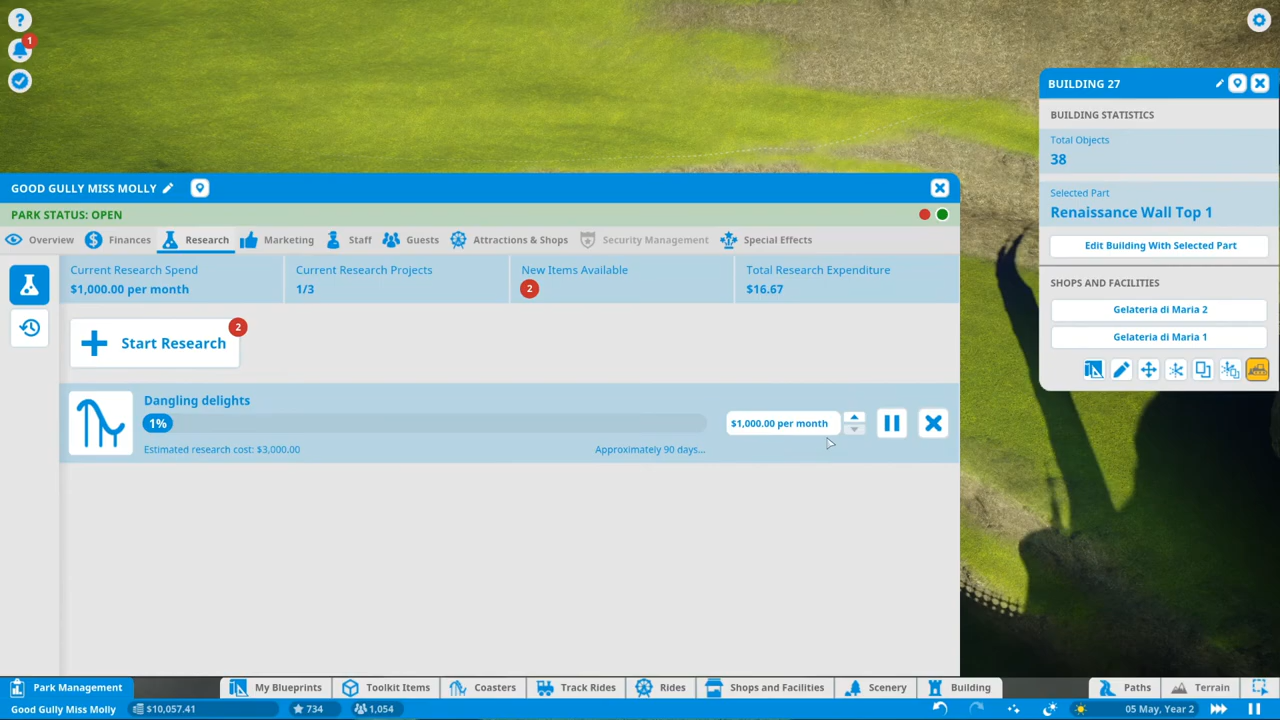 ?
1
BUILDING 27
BUILDING STATISTICS
Total Objects
38
Selected Part
Renaissance Wall Top 1
Edit Building With Selected Part
SHOPS AND FACILITIES
Gelateria di Maria 2
Gelateria di Maria 1
GOOD GULLY MISS MOLLY
PARK STATUS: OPEN
Overview Finances Research Marketing Staff Guests Attractions & Shops Security Management Special Effects
Current Research Spend
$1,000.00 per month
Current Research Projects
1/3
New Items Available
2
Total Research Expenditure
$16.67
Start Research
2
Dangling delights
1%
$1,000.00 per month
Estimated research cost: $3,000.00
Approximately 90 days...
Park Management My Blueprints Toolkit Items Coasters Track Rides Rides Shops and Facilities Scenery Building Paths Terrain
Good Gully Miss Molly $10,057.41 734 1,054 05 May, Year 2